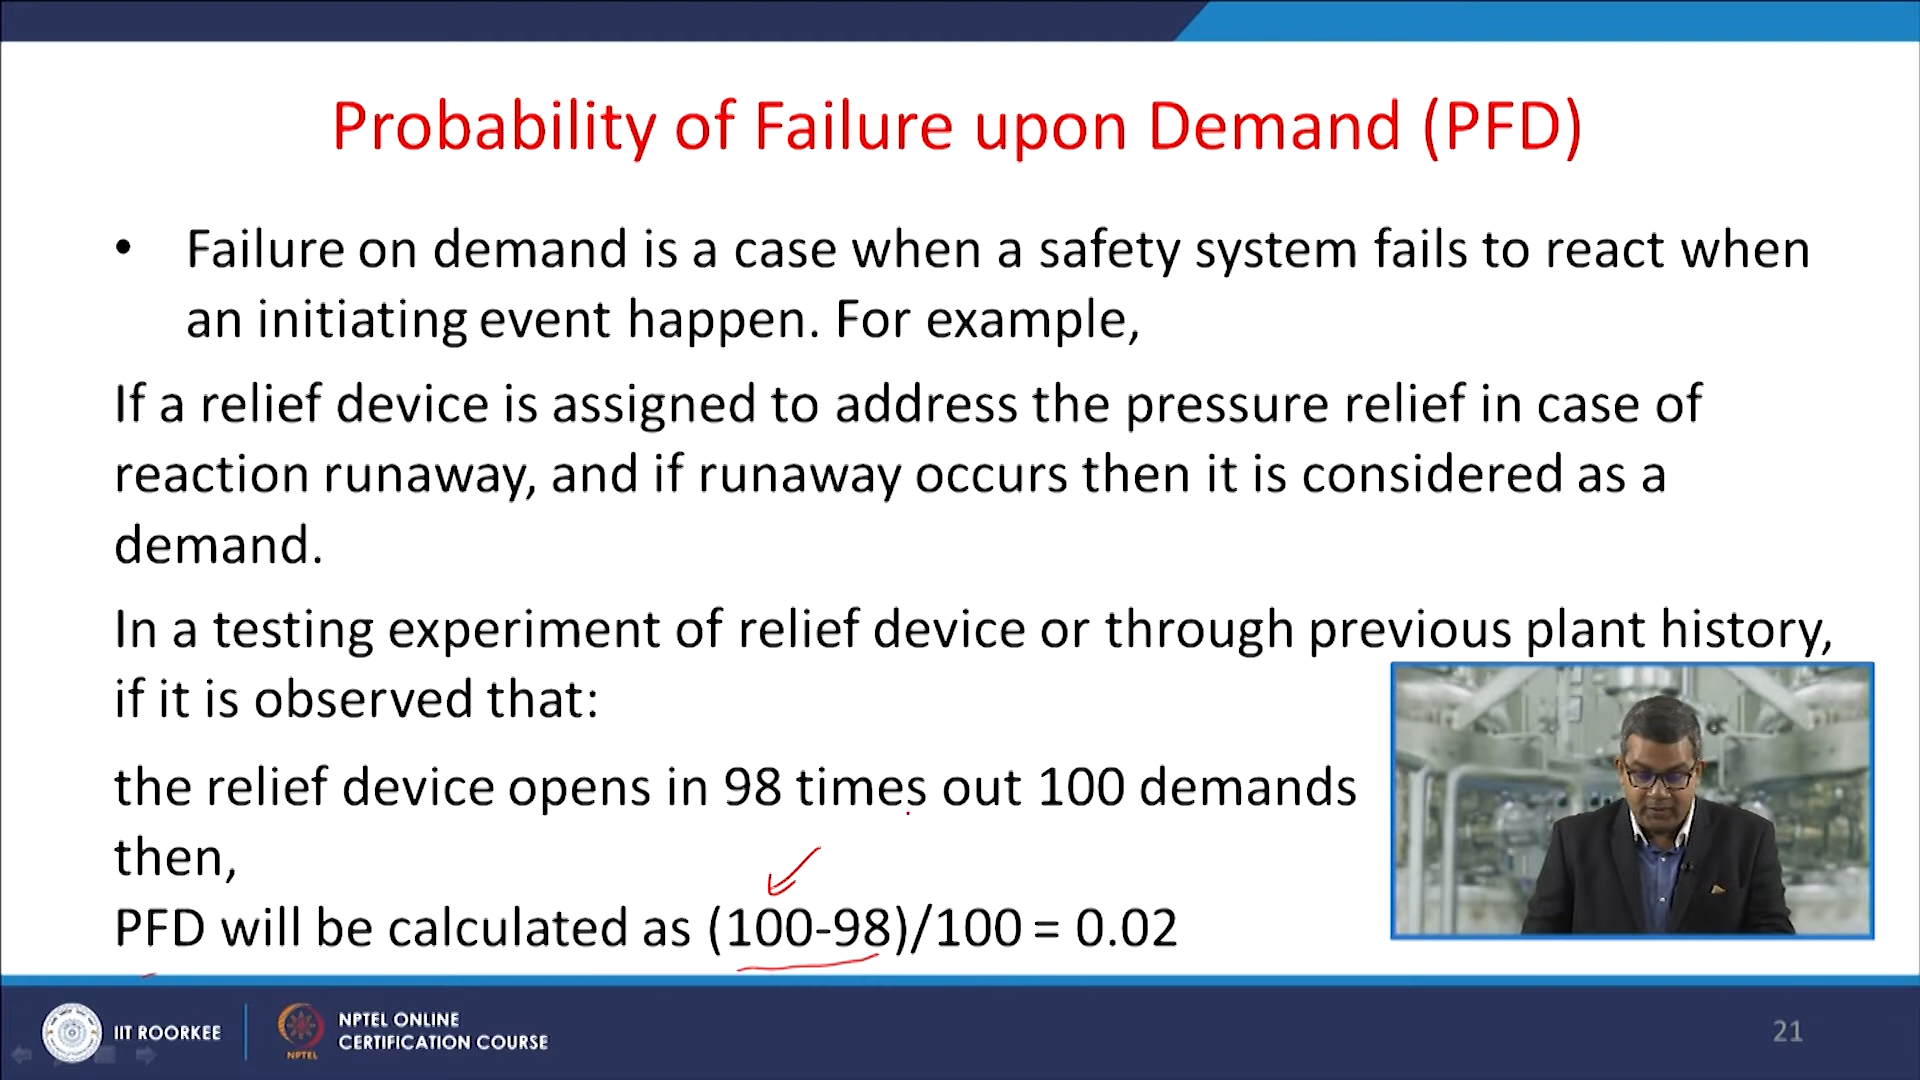 Probability of Failure upon Demand (PFD)
• Failure on demand is a case when a safety system fails to react when
an initiating event happen. For example,
If a relief device is assigned to address the pressure relief in case of
reaction runaway, and if runaway occurs then it is considered as a
demand.
In a testing experiment of relief device or through previous plant history,
if it is observed that:
the relief device opens in 98 times out 100 demands
then,
PFD will be calculated as (100-98)/100 = 0.02
IIT ROORKEE
NPTEL
NPTEL ONLINE
CERTIFICATION COURSE
21